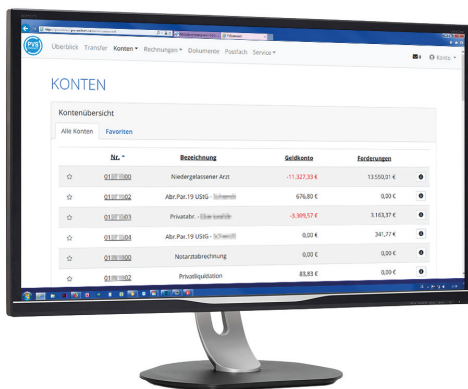 PVS
Überblick Transfer Konten Rechnungen Dokumente Postfach Service
Konto
KONTEN
Kontenübersicht
Alle Konten Favoriten
Nr. Bezeichnung Geldkonto Forderungen
Niedergelassener Arzt -11.327,33 € 13.550,01 €
Abr.Par.19 UStG - 676,80 € 0,00 €
Privatabr. - -3.309,57 € 3.163,37 €
Abr.Par.19 UStG - 0,00 € 341,77 €
Notarztabrechnung 0,00 € 0,00 €
Privatliquidation 83,83 € 0,00 €